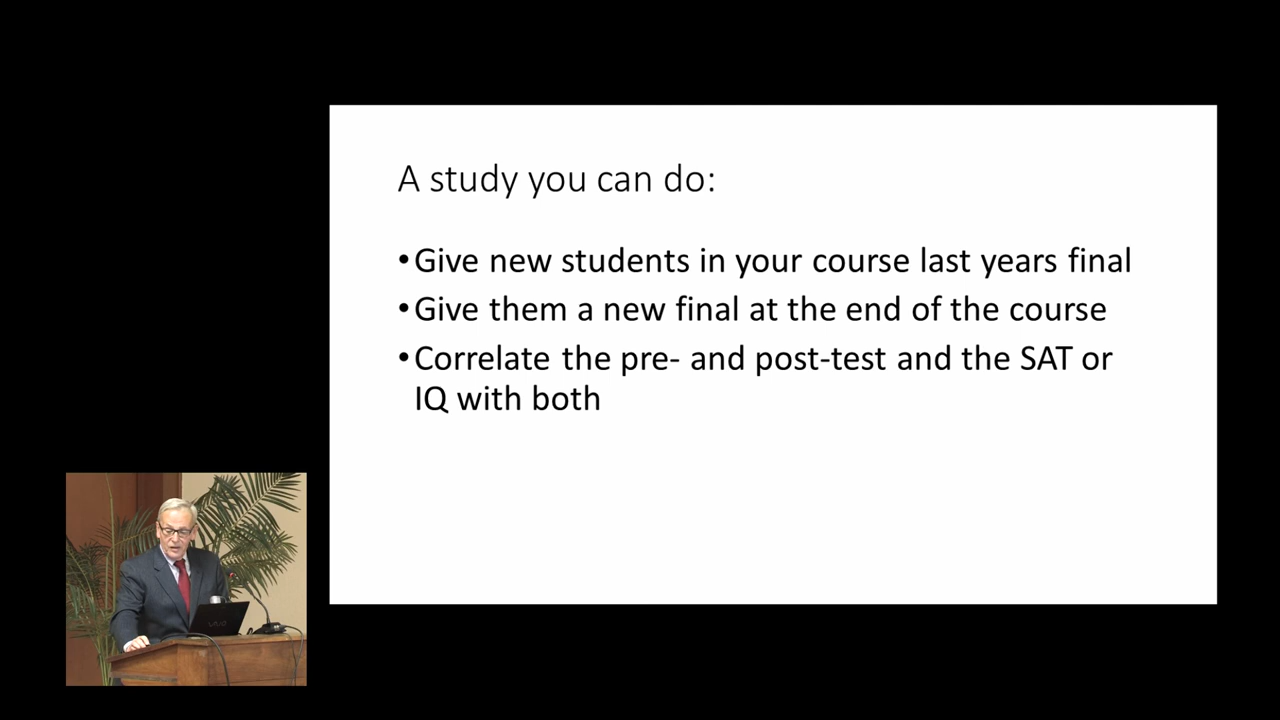 A study you can do:
•Give new students in your course last years final
•Give them a new final at the end of the course
•Correlate the pre- and post-test and the SAT or
IQ with both
VAIO